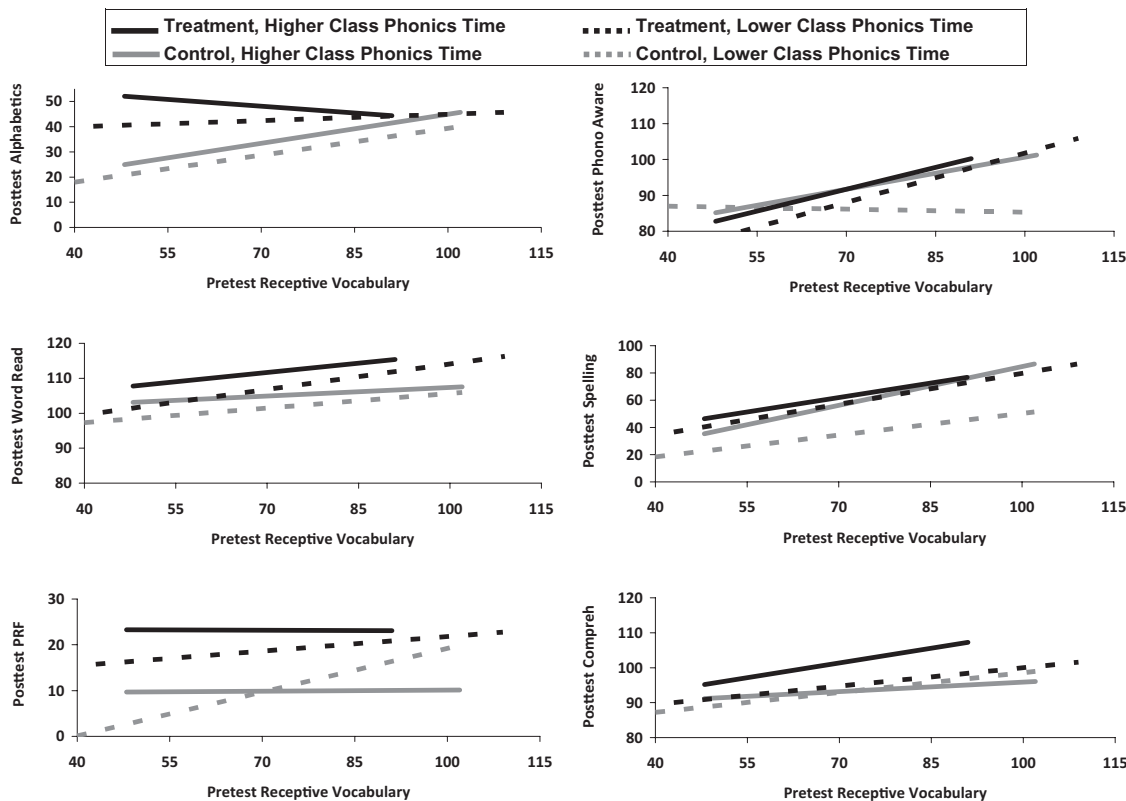 Treatment, Higher Class Phonics Time
Treatment, Lower Class Phonics Time
Control, Higher Class Phonics Time
Control, Lower Class Phonics Time
Posttest Alphabetics
50
40
30
20
10
0
40 55 70 85 100 115
Pretest Receptive Vocabulary
Posttest Phono Aware
120
110
100
90
80
40 55 70 85 100 115
Pretest Receptive Vocabulary
Posttest Word Read
120
110
100
90
80
40 55 70 85 100 115
Pretest Receptive Vocabulary
Posttest Spelling
100
80
60
40
20
0
40 55 70 85 100 115
Pretest Receptive Vocabulary
Posttest PRF
30
20
10
0
40 55 70 85 100 115
Pretest Receptive Vocabulary
Posttest Compreh
120
110
100
90
80
40 55 70 85 100 115
Pretest Receptive Vocabulary